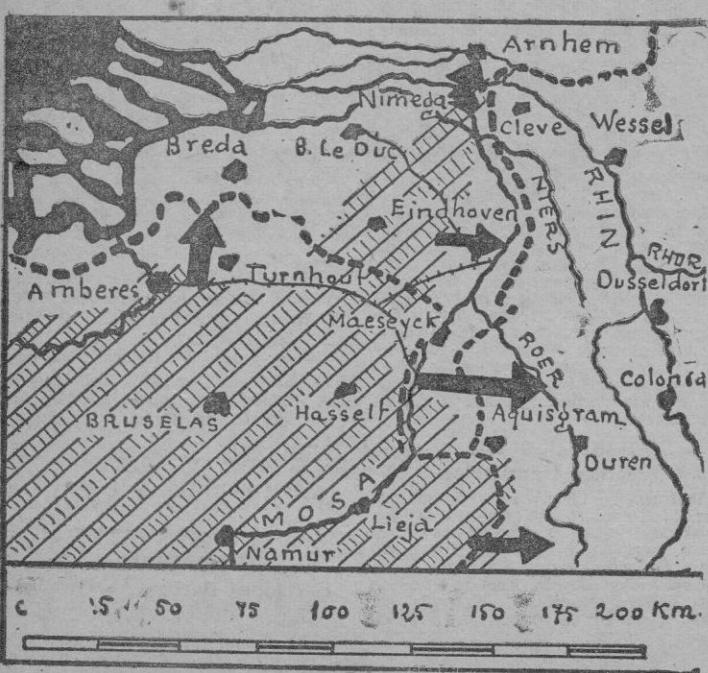 Arnhem
Nimeda
Cleve
Wessel
Breda
B. Le Duc
Eindhoven
NIERS
RHIN
RHOR
Amberes
Turnhout
Dusseldorf
Maeseyck
ROER
Colonia
BRUSELAS
Hasselt
Aquisgram
Duren
MOSA
Lieja
Namur
50 75 100 125 150 175 200 Km.